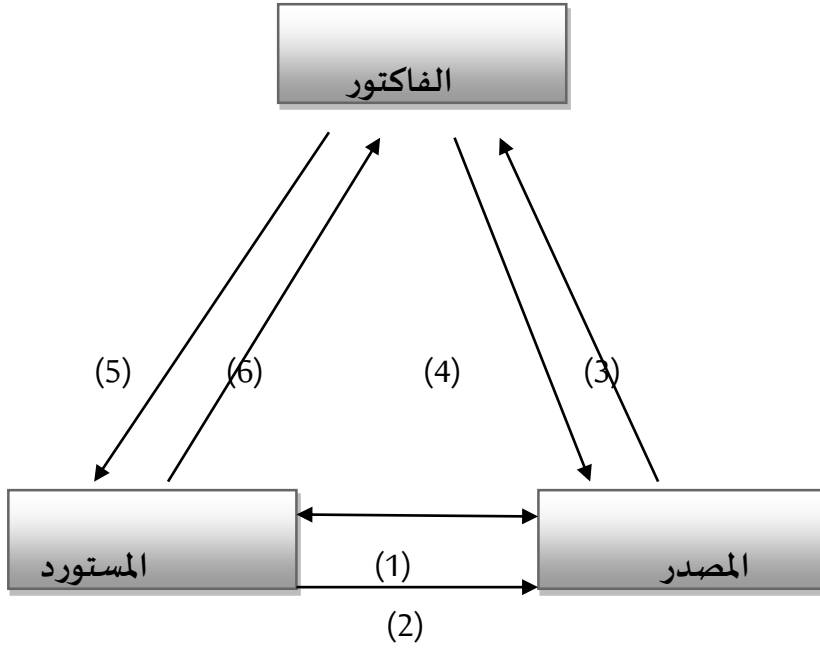 الفاكتور
(5)
(6)
(4)
(3)
المستورد
(1)
المصدر
(2)